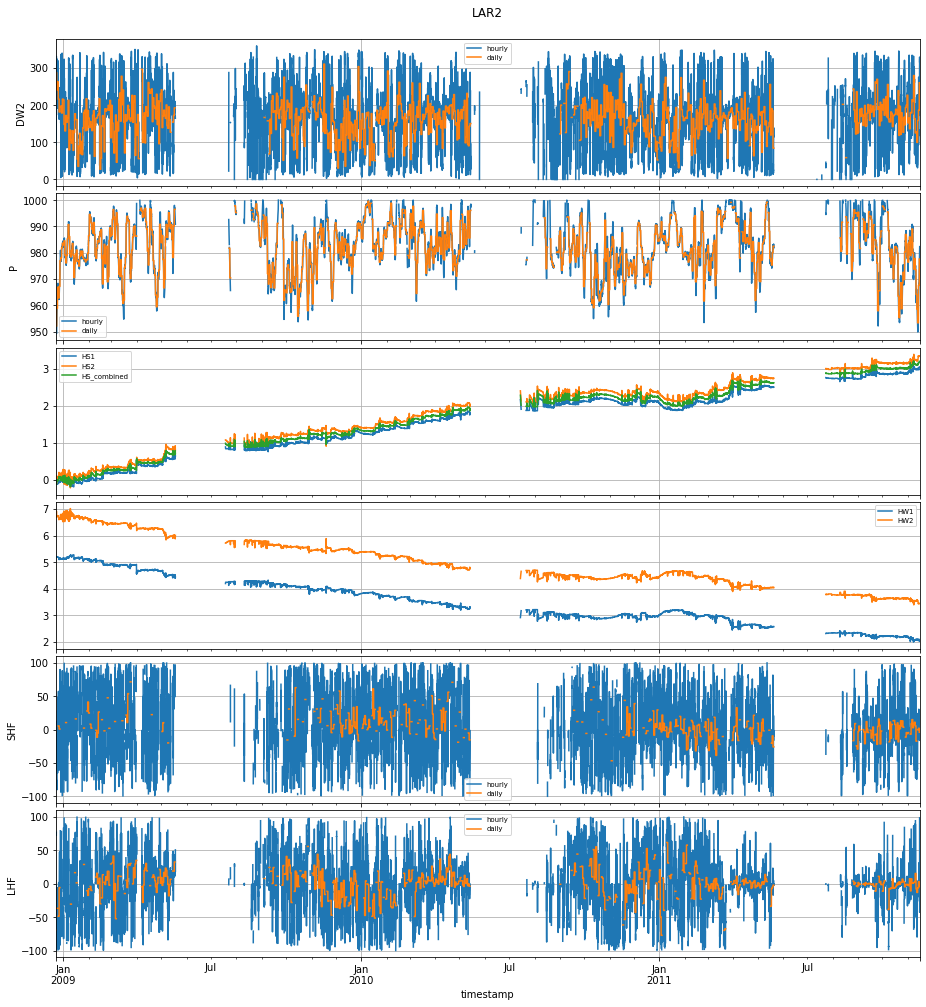 LAR2
DW2
300
200
100
0
hourly
daily
P
1000
990
980
970
960
950
hourly
daily
3
2
1
0
HS1
HS2
HS_combined
7
6
5
4
3
2
HW1
HW2
SHF
100
50
0
−50
−100
hourly
daily
LHF
100
50
0
−50
−100
hourly
daily
Jan Jul Jan Jul Jan Jul
2009 2010 2011
timestamp